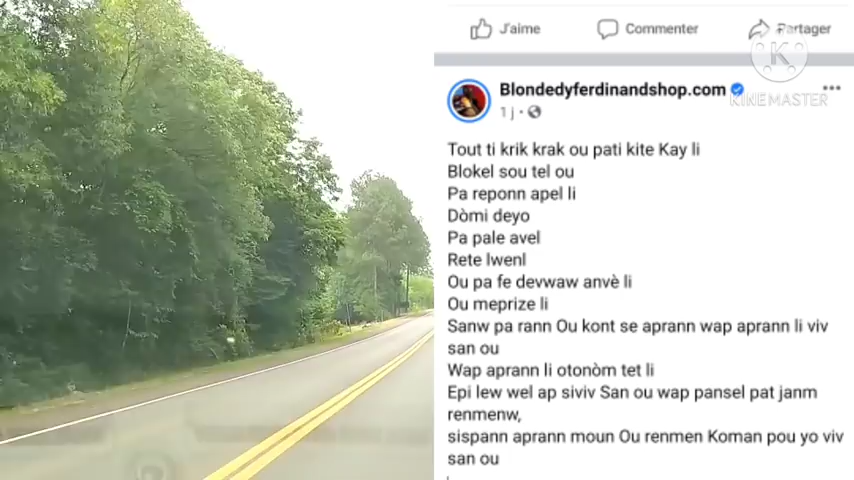 J'aime Commenter Partager
KINEMASTER
Blondedyferdinandshop.com
1 j
Tout ti krik krak ou pati kite Kay li
Blokel sou tel ou
Pa reponn apel li
Dòmi deyo
Pa pale avel
Rete lwenl
Ou pa fe devwaw anvè li
Ou meprize li
Sanw pa rann Ou kont se aprann wap aprann li viv
san ou
Wap aprann li otonòm tet li
Epi lew wel ap siviv San ou wap pansel pat janm
renmenw,
sispann aprann moun Ou renmen Koman pou yo viv
san ou